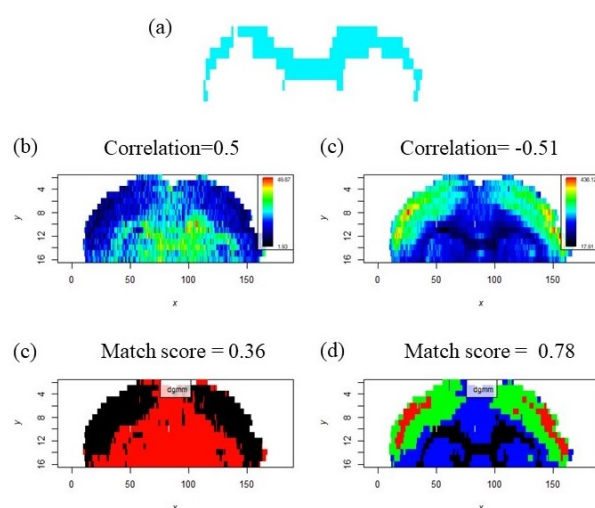 (a)
(b) Correlation=0.5
(c) Correlation= -0.51
y 4 8 12 16 49.67 1.93
0 50 100 150
x
y 4 8 12 16 436.12 17.91
0 50 100 150
x
(c) Match score = 0.36
(d) Match score = 0.78
y 4 8 12 16 dgmm
0 50 100 150
x
y 4 8 12 16 dgmm
0 50 100 150
x